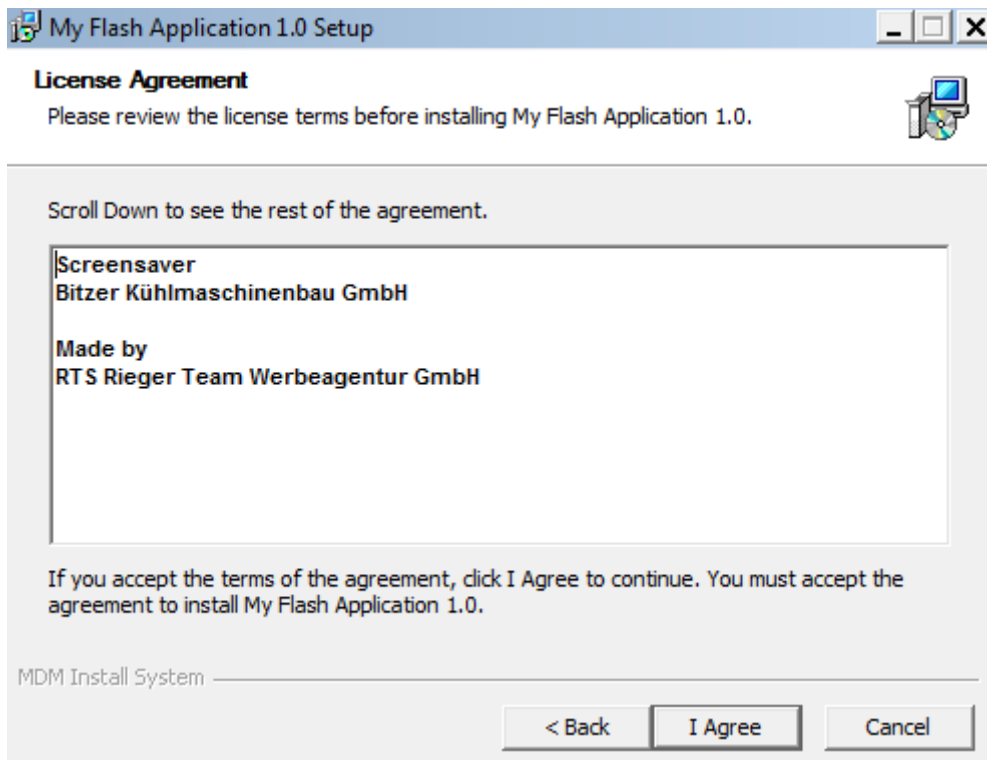 My Flash Application 1.0 Setup
License Agreement
Please review the license terms before installing My Flash Application 1.0.
Scroll Down to see the rest of the agreement.
Screensaver
Bitzer Kühlmaschinenbau GmbH
Made by
RTS Rieger Team Werbeagentur GmbH
If you accept the terms of the agreement, click I Agree to continue. You must accept the
agreement to install My Flash Application 1.0.
MDM Install System
< Back I Agree Cancel